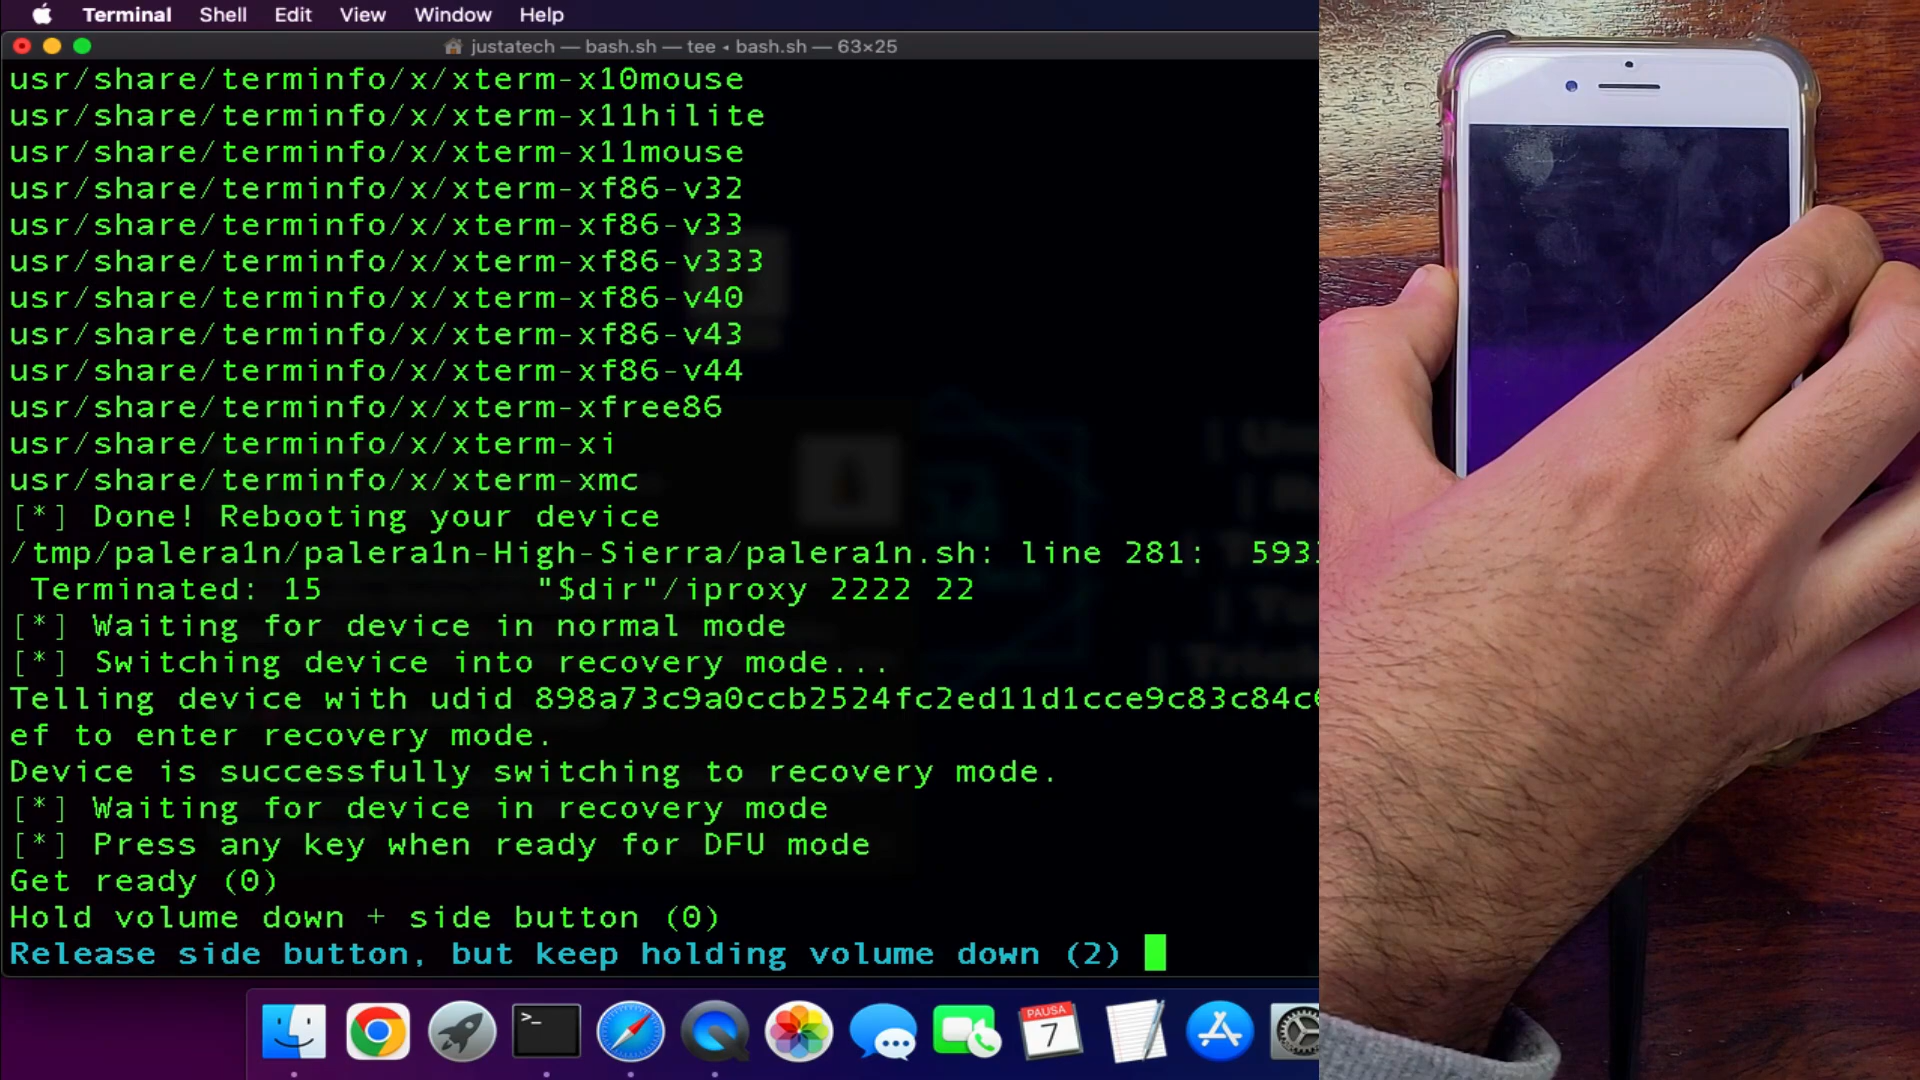 Terminal Shell Edit View Window Help
justatech — bash.sh — tee ◂ bash.sh — 63×25
usr/share/terminfo/x/xterm-x10mouse
usr/share/terminfo/x/xterm-x11hilite
usr/share/terminfo/x/xterm-x11mouse
usr/share/terminfo/x/xterm-xf86-v32
usr/share/terminfo/x/xterm-xf86-v33
usr/share/terminfo/x/xterm-xf86-v333
usr/share/terminfo/x/xterm-xf86-v40
usr/share/terminfo/x/xterm-xf86-v43
usr/share/terminfo/x/xterm-xf86-v44
usr/share/terminfo/x/xterm-xfree86
usr/share/terminfo/x/xterm-xi
usr/share/terminfo/x/xterm-xmc
[*] Done! Rebooting your device
/tmp/palera1n/palera1n-High-Sierra/palera1n.sh: line 281:
Terminated: 15 "$dir"/iproxy 2222 22
[*] Waiting for device in normal mode
[*] Switching device into recovery mode...
Telling device with udid
ef to enter recovery mode.
Device is successfully switching to recovery mode.
[*] Waiting for device in recovery mode
[*] Press any key when ready for DFU mode
Get ready (0)
Hold volume down + side button (0)
Release side button, but keep holding volume down (2)
PAUSA
7